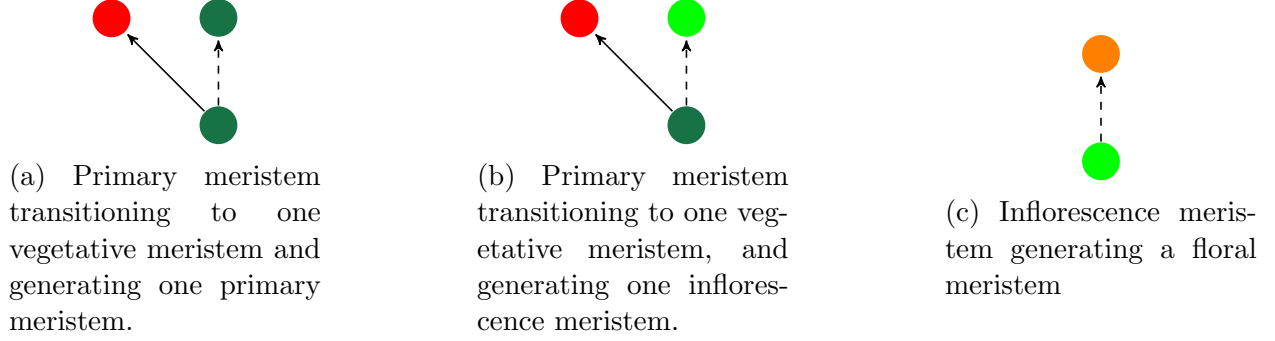 (a) Primary meristem
transitioning to one
vegetative meristem and
generating one primary
meristem.
(b) Primary meristem
transitioning to one veg-
etative meristem, and
generating one inflores-
cence meristem.
(c) Inflorescence meris-
tem generating a floral
meristem